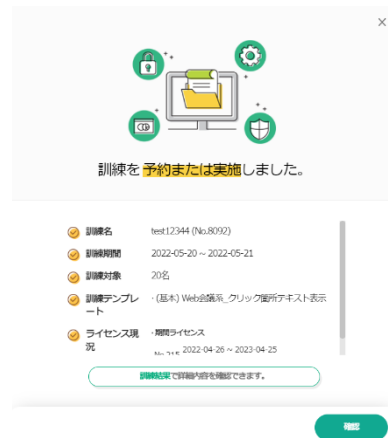 訓練を 予約または実施しました。
訓練名 test12344 (No.8092)
訓練期間 2022-05-20 ~ 2022-05-21
訓練対象 20名
訓練テンプレ ・(基本) Web会議系_クリック箇所テキスト表示
ート
ライセンス現 ・期間ライセンス
況 2022-04-26 ~ 2023-04-25
訓練結果で詳細内容を確認できます。
確認